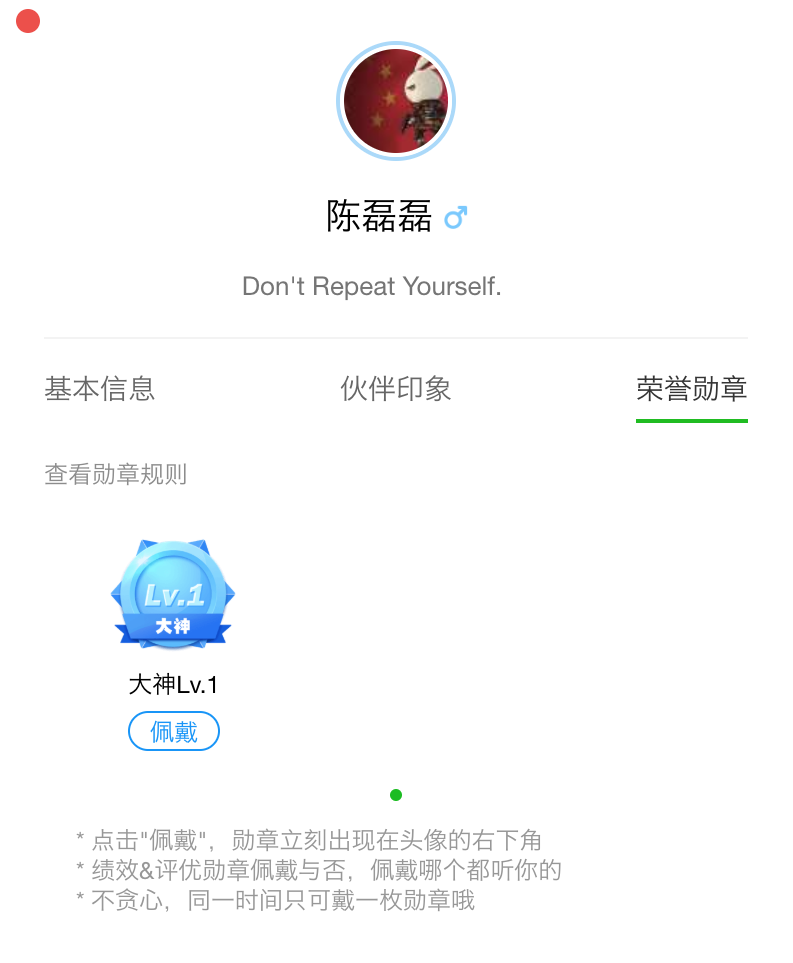 陈磊磊
Don't Repeat Yourself.
基本信息
伙伴印象
荣誉勋章
查看勋章规则
Lv.1
大神
大神Lv.1
佩戴
* 点击"佩戴"，勋章立刻出现在头像的右下角
* 绩效&评优勋章佩戴与否，佩戴哪个都听你的
* 不贪心，同一时间只可戴一枚勋章哦